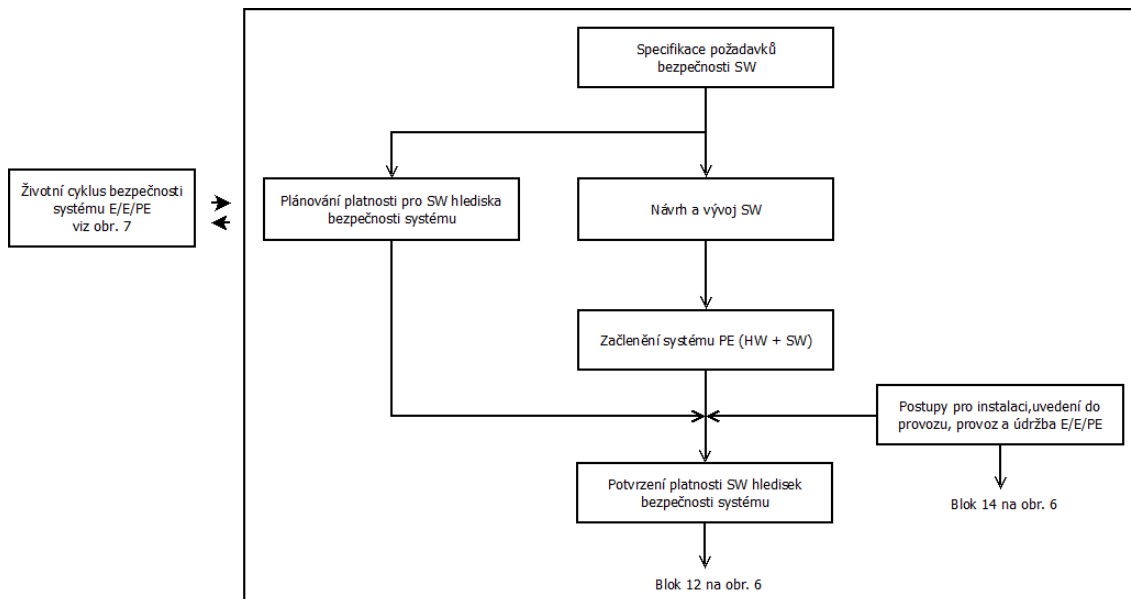 Specifikace požadavků
bezpečnosti SW
Životní cyklus bezpečnosti
systému E/E/PE
viz obr. 7
Plánování platnosti pro SW hlediska
bezpečnosti systému
Návrh a vývoj SW
Začlenění systému PE (HW + SW)
Postupy pro instalaci,uvedení do
provozu, provoz a údržba E/E/PE
Potvrzení platnosti SW hledisek
bezpečnosti systému
Blok 14 na obr. 6
Blok 12 na obr. 6